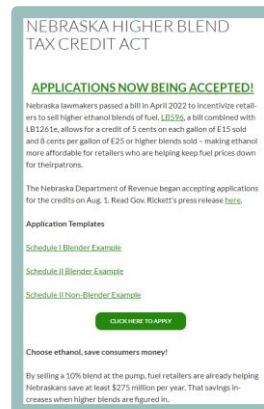 NEBRASKA HIGHER BLEND
TAX CREDIT ACT
APPLICATIONS NOW BEING ACCEPTED!
Nebraska lawmakers passed a bill in April 2022 to incentivize retail-
ers to sell higher ethanol blends of fuel. LB596, a bill combined with
LB1261e, allows for a credit of 5 cents on each gallon of E15 sold
and 8 cents per gallon of E25 or higher blends sold – making ethanol
more affordable for retailers who are helping keep fuel prices down
for theirpatrons.
The Nebraska Department of Revenue began accepting applications
for the credits on Aug. 1. Read Gov. Rickett's press release here.
Application Templates
Schedule I Blender Example
Schedule II Blender Example
Schedule II Non-Blender Example
CLICK HERE TO APPLY
Choose ethanol, save consumers money!
By selling a 10% blend at the pump, fuel retailers are already helping
Nebraskans save at least $275 million per year. That savings in-
creases when higher blends are figured in.